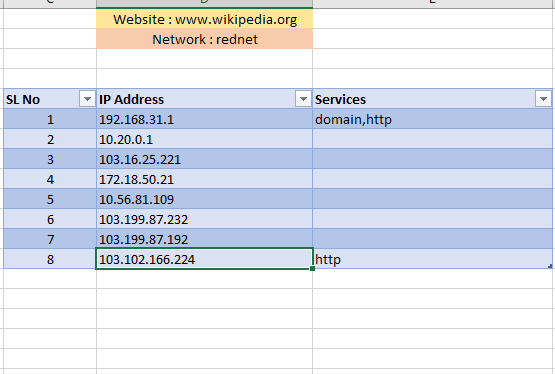 Website : www.wikipedia.org
Network : rednet
SL No IP Address Services
1 192.168.31.1 domain,http
2 10.20.0.1
3 103.16.25.221
4 172.18.50.21
5 10.56.81.109
6 103.199.87.232
7 103.199.87.192
8 103.102.166.224 http